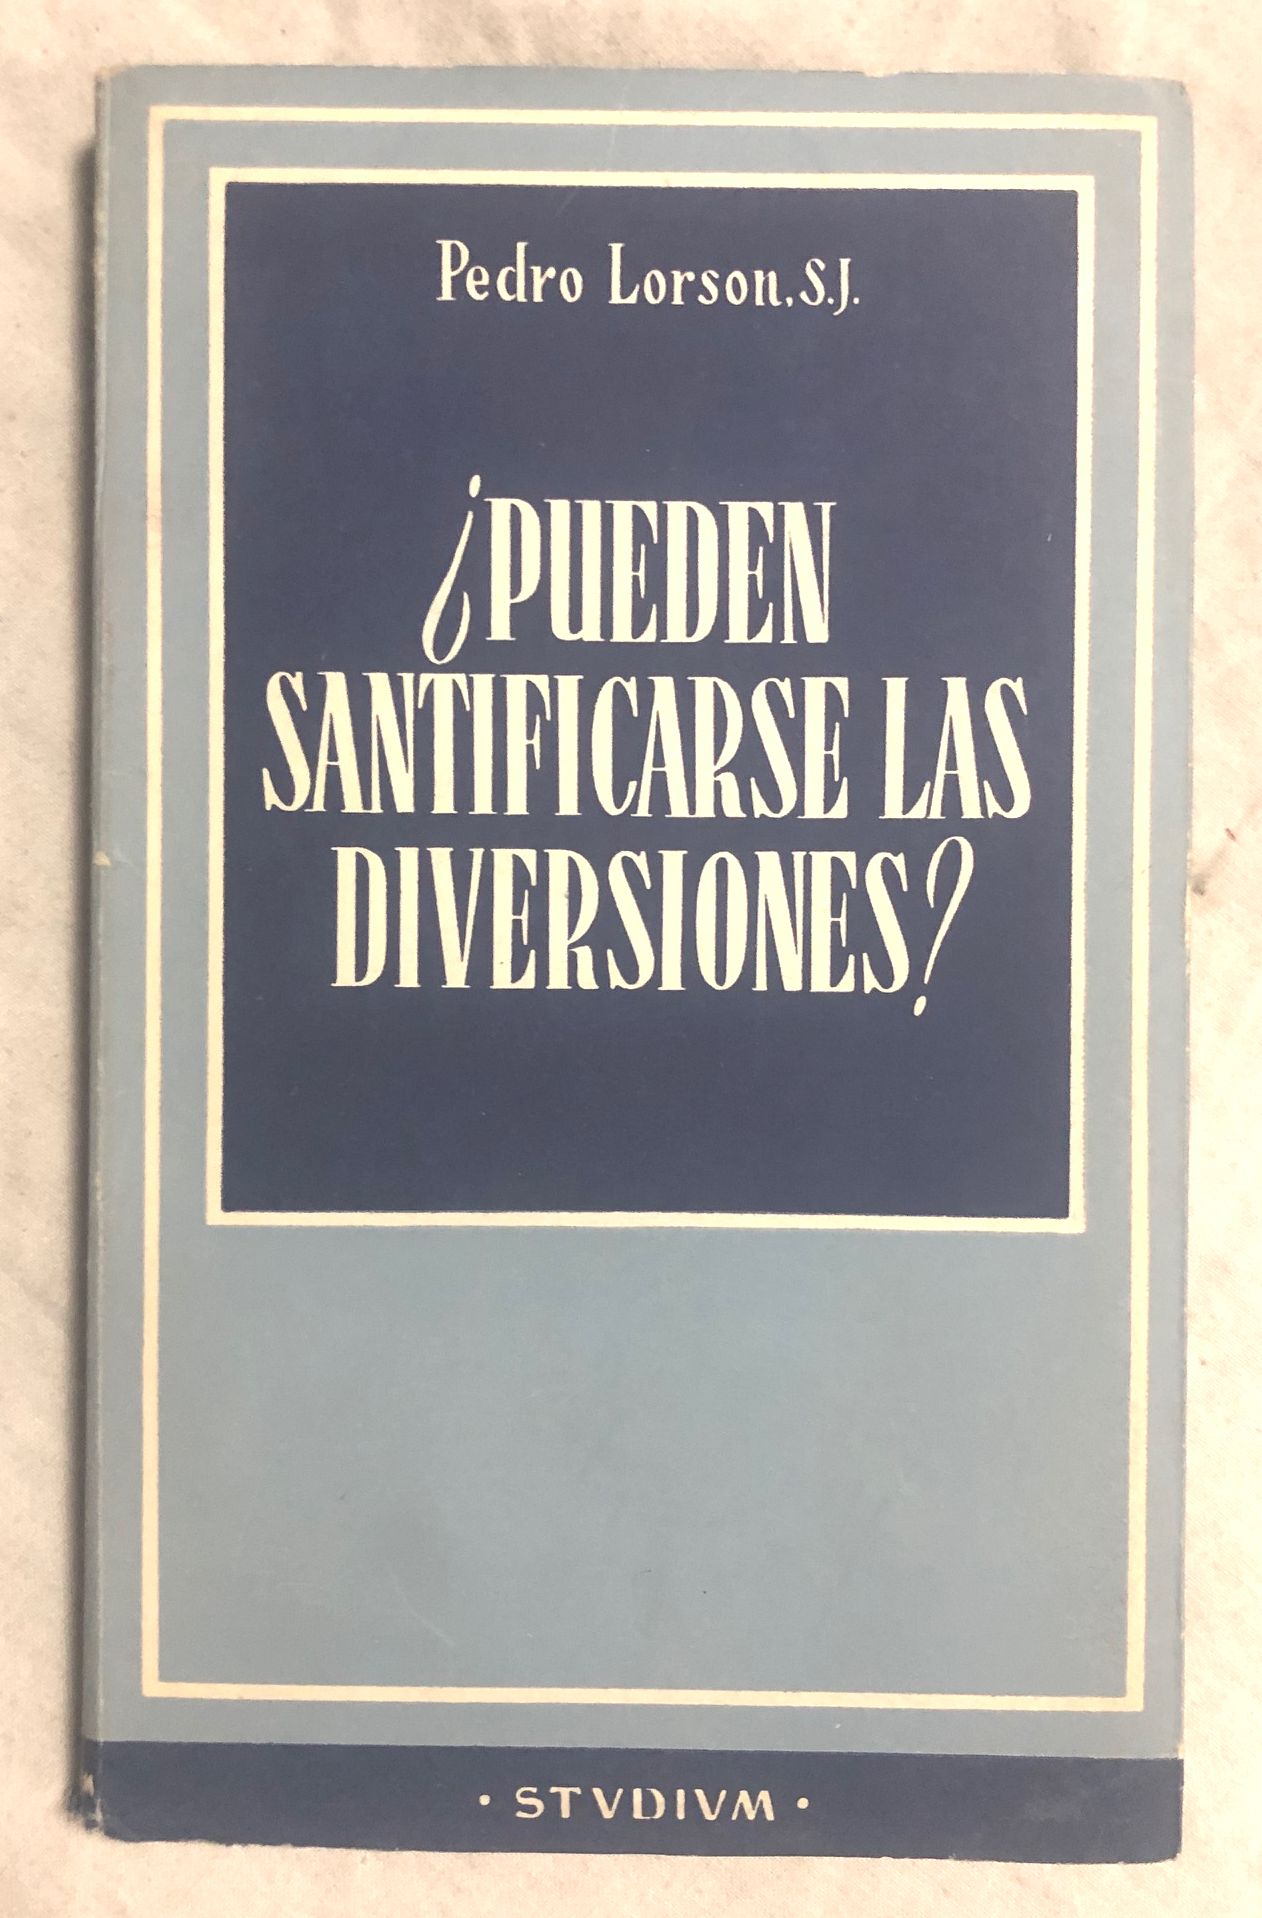 Pedro Lorson, S.J.
¿PUEDEN
SANTIFICARSE LAS
DIVERSIONES?
· STVDIVM ·